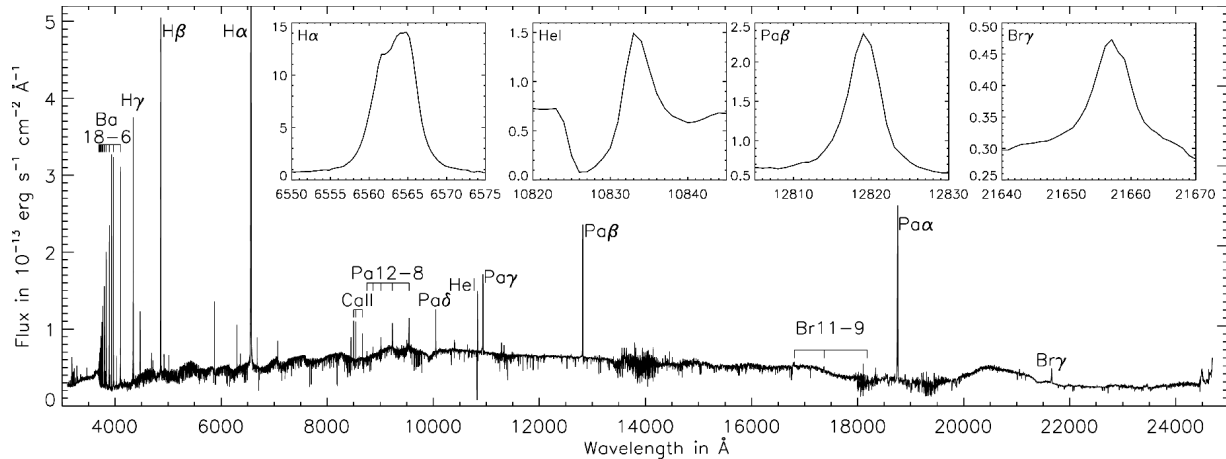 Flux in 10⁻¹³ erg s⁻¹ cm⁻² Å⁻¹
5
4
3
2
1
0
Hβ
Hα
Hγ
Ba
18−6
Hα
15
10
5
0
6550 6555 6560 6565 6570 6575
HeI
1.5
1.0
0.5
0.0
10820 10830 10840
Paβ
2.5
2.0
1.5
1.0
0.5
12810 12820 12830
Brγ
0.50
0.45
0.40
0.35
0.30
0.25
21640 21650 21660 21670
CaII
Pa12−8
Paδ
HeI
Paγ
Paβ
Br11−9
Paα
Brγ
4000 6000 8000 10000 12000 14000 16000 18000 20000 22000 24000
Wavelength in Å